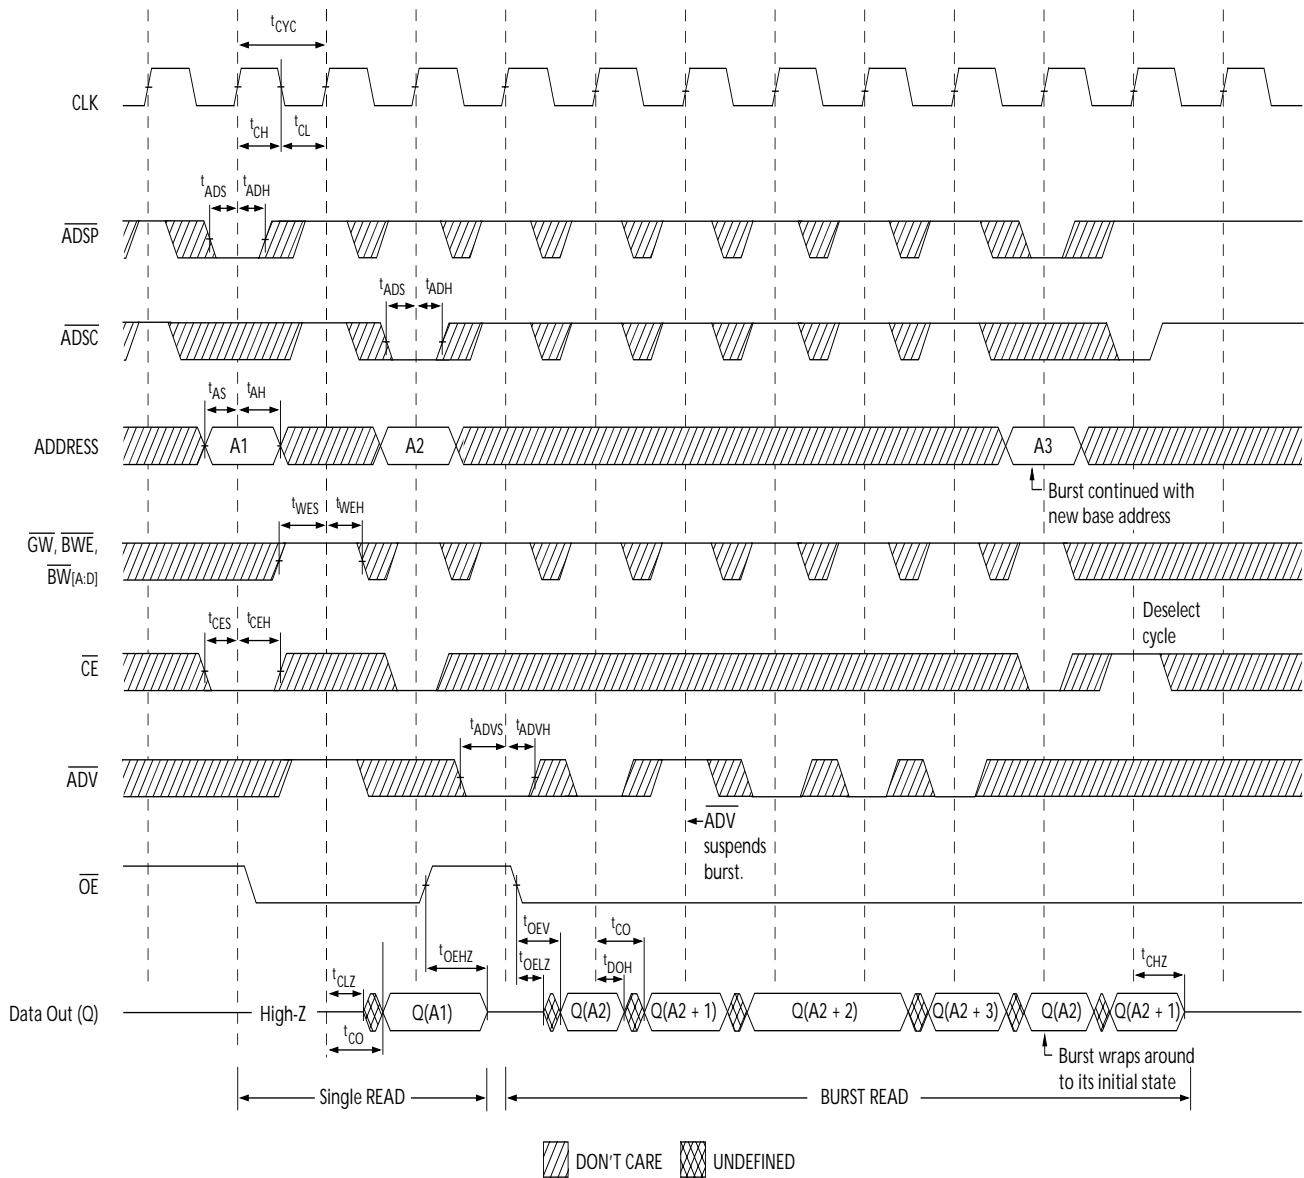 tCYC
CLK
tCH tCL
tADS tADH
ADSP
tADS tADH
ADSC
tAS tAH
ADDRESS A1 A2 A3
Burst continued with
new base address
tWES tWEH
GW, BWE,
BW[A:D]
Deselect
cycle
tCES tCEH
CE
tADVS tADVH
ADV
ADV
suspends
burst.
OE
tOEV tCO
tOEHZ tOELZ tDOH tCHZ
tCLZ
Data Out (Q) High-Z Q(A1) Q(A2) Q(A2 + 1) Q(A2 + 2) Q(A2 + 3) Q(A2) Q(A2 + 1)
tCO
Burst wraps around
to its initial state
Single READ BURST READ
DON'T CARE UNDEFINED